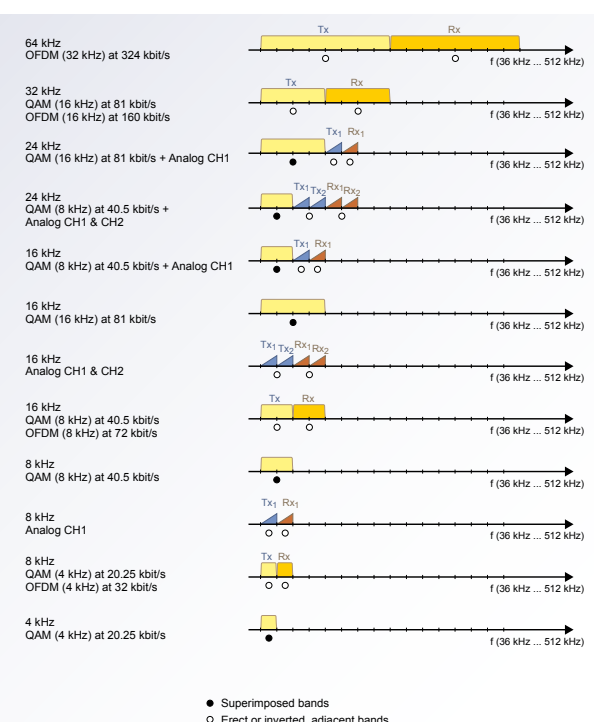 Tx Rx
64 kHz
OFDM (32 kHz) at 324 kbit/s
f (36 kHz ... 512 kHz)
Tx Rx
32 kHz
QAM (16 kHz) at 81 kbit/s
OFDM (16 kHz) at 160 kbit/s
f (36 kHz ... 512 kHz)
Tx1 Rx1
24 kHz
QAM (16 kHz) at 81 kbit/s + Analog CH1
f (36 kHz ... 512 kHz)
Tx1 Tx2 Rx1 Rx2
24 kHz
QAM (8 kHz) at 40.5 kbit/s +
Analog CH1 & CH2
f (36 kHz ... 512 kHz)
Tx1 Rx1
16 kHz
QAM (8 kHz) at 40.5 kbit/s + Analog CH1
f (36 kHz ... 512 kHz)
16 kHz
QAM (16 kHz) at 81 kbit/s
f (36 kHz ... 512 kHz)
Tx1 Tx2 Rx1 Rx2
16 kHz
Analog CH1 & CH2
f (36 kHz ... 512 kHz)
Tx Rx
16 kHz
QAM (8 kHz) at 40.5 kbit/s
OFDM (8 kHz) at 72 kbit/s
f (36 kHz ... 512 kHz)
8 kHz
QAM (8 kHz) at 40.5 kbit/s
f (36 kHz ... 512 kHz)
Tx1 Rx1
8 kHz
Analog CH1
f (36 kHz ... 512 kHz)
Tx Rx
8 kHz
QAM (4 kHz) at 20.25 kbit/s
OFDM (4 kHz) at 32 kbit/s
f (36 kHz ... 512 kHz)
4 kHz
QAM (4 kHz) at 20.25 kbit/s
f (36 kHz ... 512 kHz)
Superimposed bands
Erect or inverted, adjacent bands